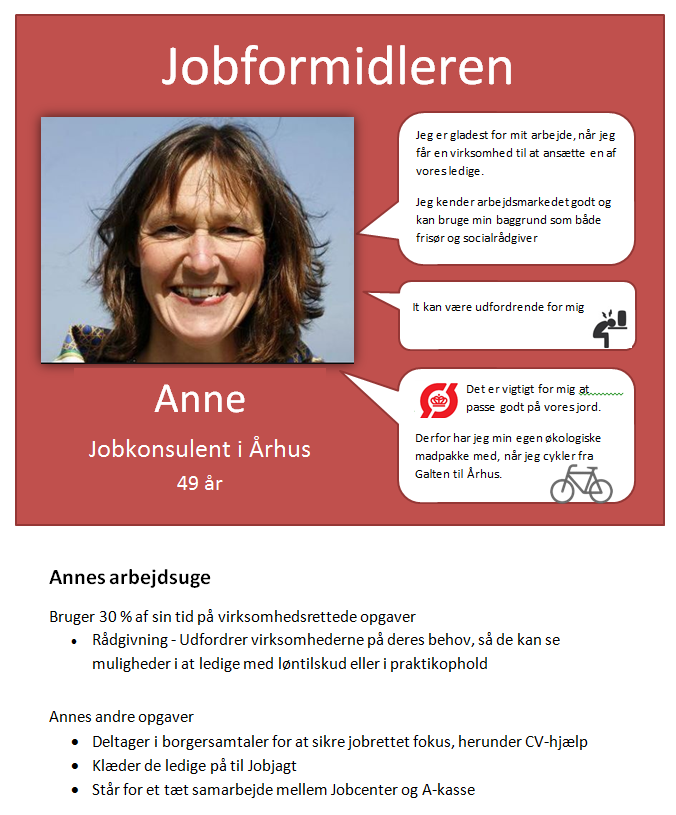 Jobformidleren
Jeg er gladest for mit arbejde, når jeg
får en virksomhed til at ansætte en af
vores ledige.
Jeg kender arbejdsmarkedet godt og
kan bruge min baggrund som både
frisør og socialrådgiver
It kan være udfordrende for mig
Det er vigtigt for mig at
passe godt på vores jord.
Derfor har jeg min egen økologiske
madpakke med, når jeg cykler fra
Galten til Århus.
Anne
Jobkonsulent i Århus
49 år
Annes arbejdsuge
Bruger 30 % af sin tid på virksomhedsrettede opgaver
• Rådgivning - Udfordrer virksomhederne på deres behov, så de kan se
muligheder i at ledige med løntilskud eller i praktikophold
Annes andre opgaver
• Deltager i borgersamtaler for at sikre jobrettet fokus, herunder CV-hjælp
• Klæder de ledige på til Jobjagt
• Står for et tæt samarbejde mellem Jobcenter og A-kasse